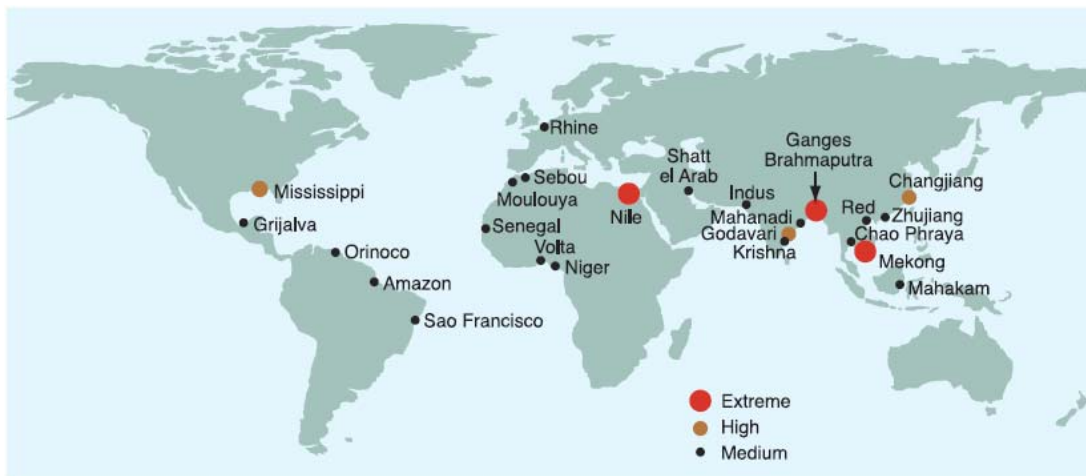 Rhine
Ganges
Brahmaputra
Shatt
el Arab
Changjiang
Mississippi
Sebou
Moulouya
Nile
Indus
Red
Zhujiang
Grijalva
Senegal
Mahanadi
Godavari
Chao Phraya
Krishna
Volta
Orinoco
Niger
Mekong
Amazon
Mahakam
Sao Francisco
Extreme
High
Medium